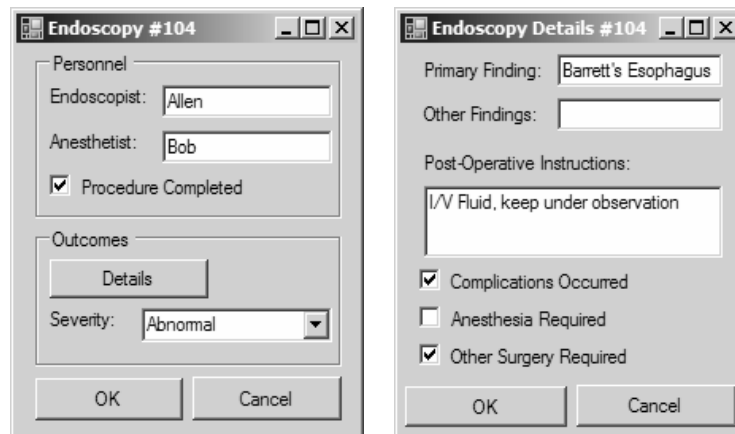 Endoscopy #104
Personnel
Endoscopist: Allen
Anesthetist: Bob
Procedure Completed
Outcomes
Details
Severity: Abnormal
OK Cancel
Endoscopy Details #104
Primary Finding: Barrett's Esophagus
Other Findings:
Post-Operative Instructions:
I/V Fluid, keep under observation
Complications Occurred
Anesthesia Required
Other Surgery Required
OK Cancel